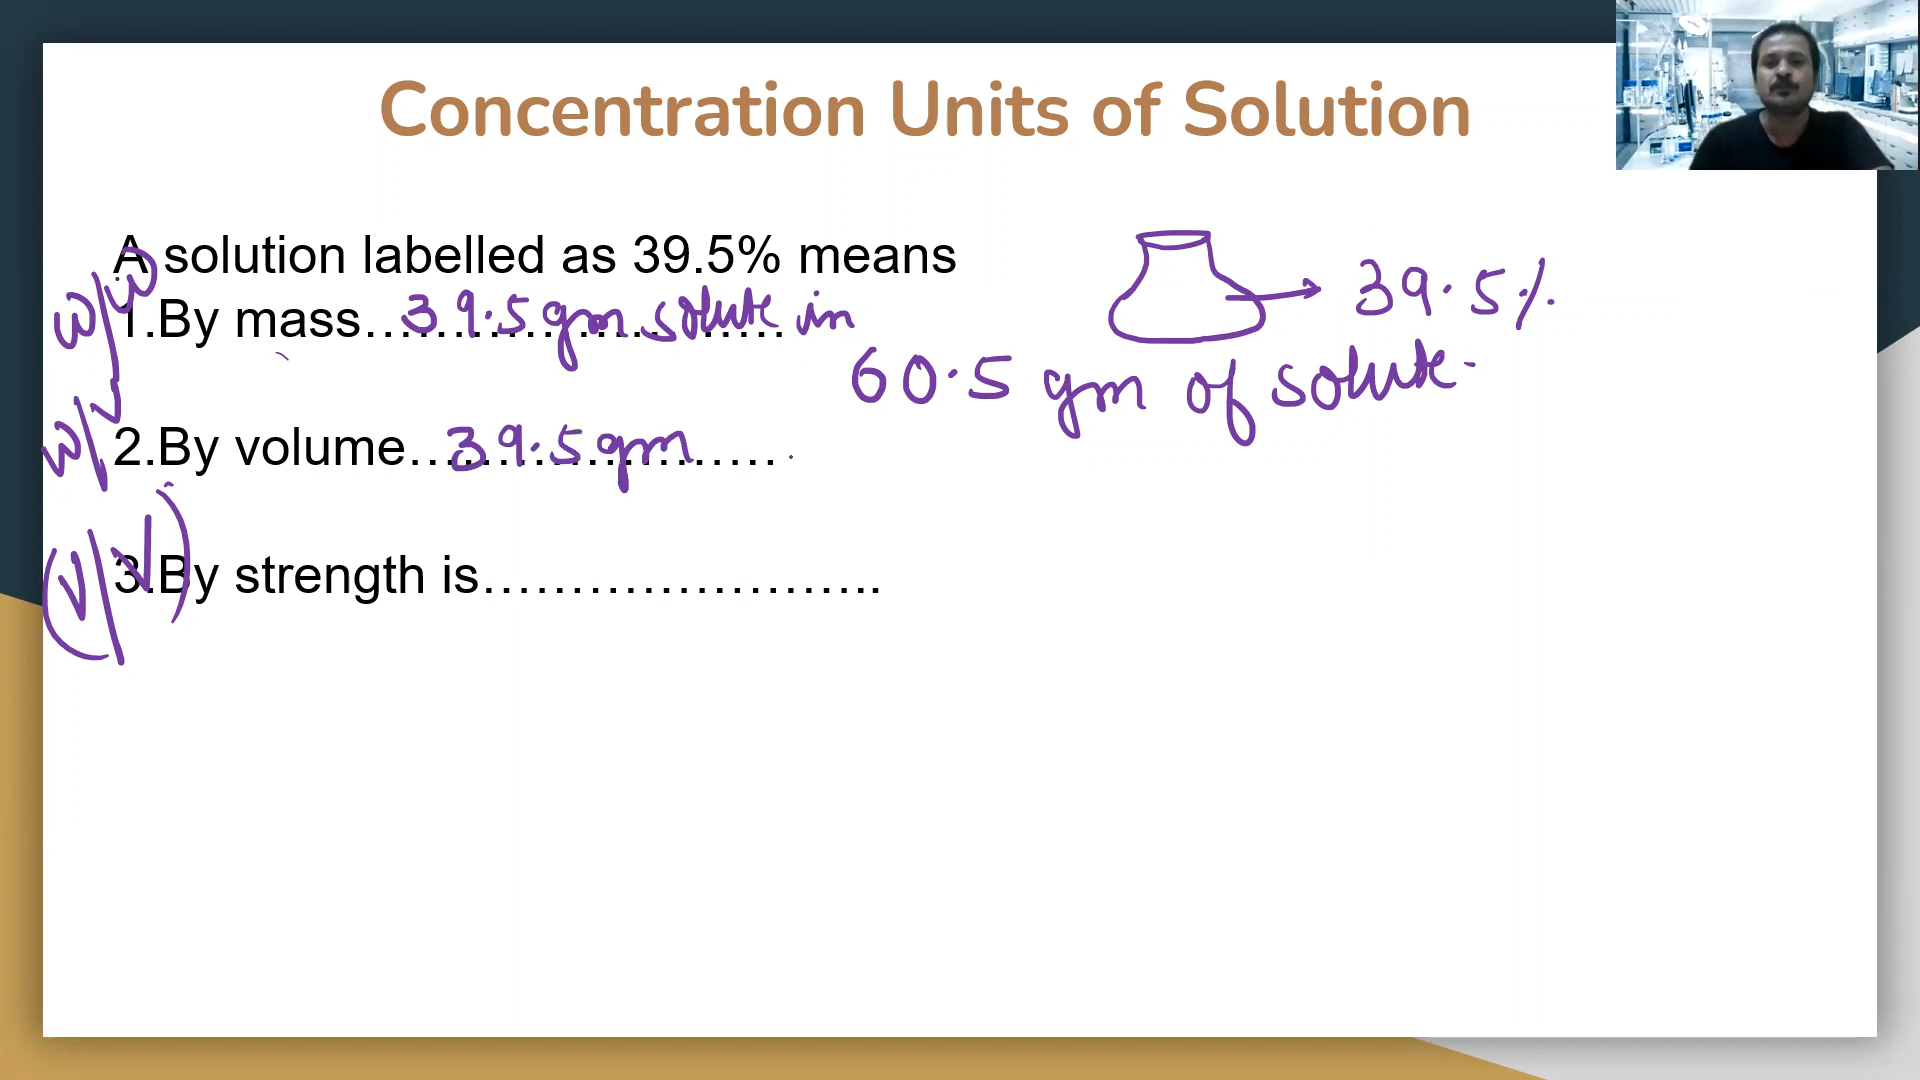 Concentration Units of Solution
A solution labelled as 39.5% means
w/w
1.By mass…………………… 39.5 gm solute in
60.5 gm of solute.
39.5%
w/v
2.By volume………………… 39.5 gm
(v/v)
3.By strength is…………………..